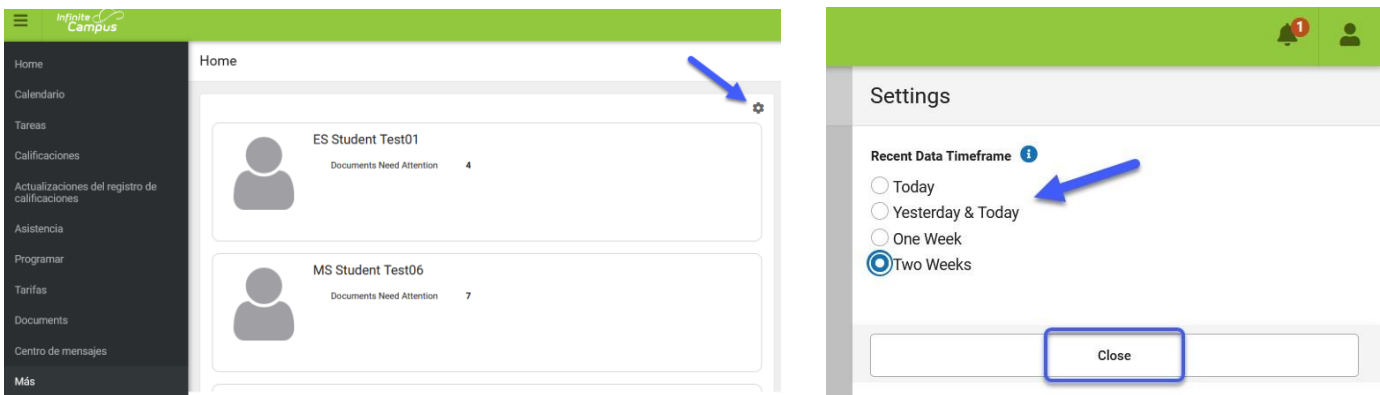 Infinite
Campus
Home
Calendario
Tareas
Calificaciones
Actualizaciones del registro de
calificaciones
Asistencia
Programar
Tarifas
Documents
Centro de mensajes
Más
Home
ES Student Test01
Documents Need Attention 4
MS Student Test06
Documents Need Attention 7
1
Settings
Recent Data Timeframe i
Today
Yesterday & Today
One Week
Two Weeks
Close